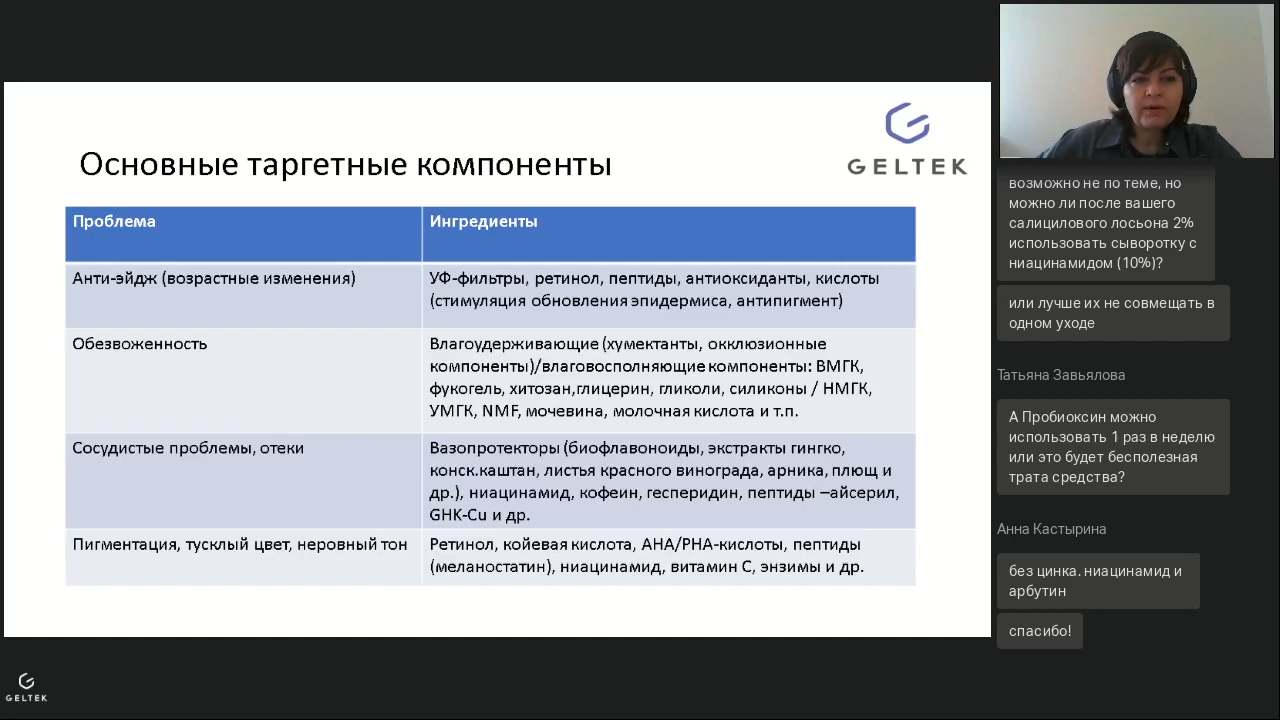 GELTEK
Основные таргетные компоненты
Проблема
Ингредиенты
Анти-эйдж (возрастные изменения)
УФ-фильтры, ретинол, пептиды, антиоксиданты, кислоты
(стимуляция обновления эпидермиса, антипигмент)
Обезвоженность
Влагоудерживающие (хумектанты, окклюзионные
компоненты)/влаговосполняющие компоненты: ВМГК,
фукогель, хитозан,глицерин, гликоли, силиконы / НМГК,
УМГК, NMF, мочевина, молочная кислота и т.п.
Сосудистые проблемы, отеки
Вазопротекторы (биофлавоноиды, экстракты гингко,
конск.каштан, листья красного винограда, арника, плющ и
др.), ниацинамид, кофеин, гесперидин, пептиды –айсерил,
GHK-Cu и др.
Пигментация, тусклый цвет, неровный тон
Ретинол, койевая кислота, АНА/РНА-кислоты, пептиды
(меланостатин), ниацинамид, витамин С, энзимы и др.
GELTEK
возможно не по теме, но
можно ли после вашего
салицилового лосьона 2%
использовать сыворотку с
ниацинамидом (10%)?
или лучше их не совмещать в
одном уходе
Татьяна Завьялова
А Пробиоксин можно
использовать 1 раз в неделю
или это будет бесполезная
трата средства?
Анна Кастырина
без цинка. ниацинамид и
арбутин
спасибо!